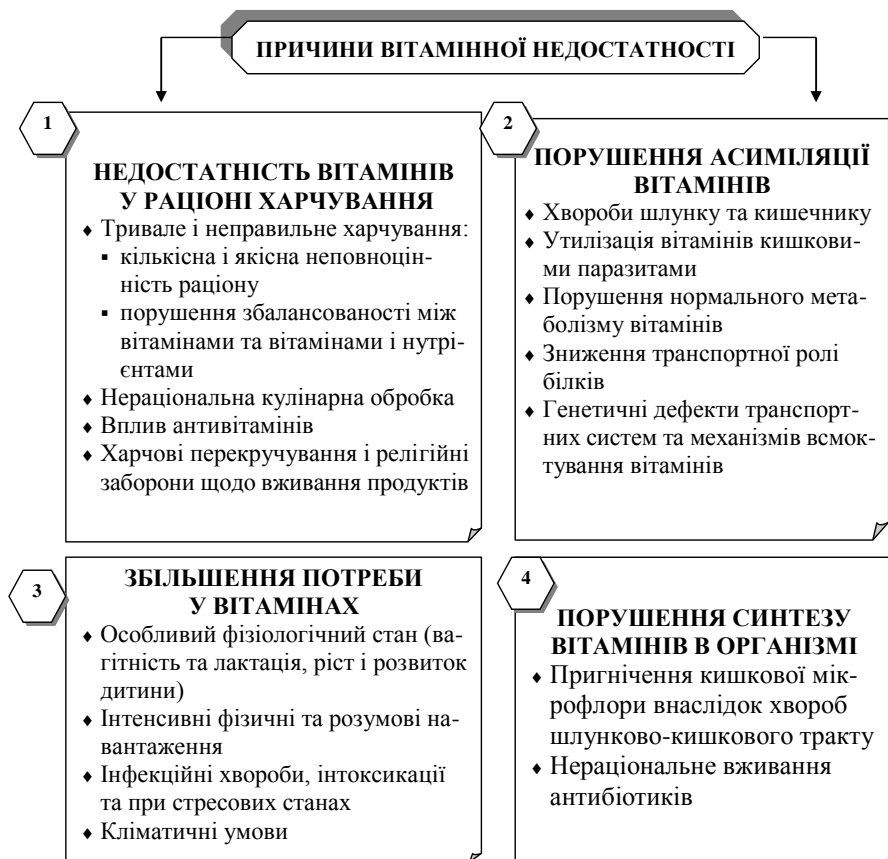 ПРИЧИНИ ВІТАМІННОЇ НЕДОСТАТНОСТІ
1
НЕДОСТАТНІСТЬ ВІТАМІНІВ
У РАЦІОНІ ХАРЧУВАННЯ
♦ Тривале і неправильне харчування:
▪ кількісна і якісна неповноцін-
ність раціону
▪ порушення збалансованості між
вітамінами та вітамінами і нутрі-
єнтами
♦ Нераціональна кулінарна обробка
♦ Вплив антивітамінів
♦ Харчові перекручування і релігійні
заборони щодо вживання продуктів
2
ПОРУШЕННЯ АСИМІЛЯЦІЇ
ВІТАМІНІВ
♦ Хвороби шлунку та кишечнику
♦ Утилізація вітамінів кишкови-
ми паразитами
♦ Порушення нормального мета-
болізму вітамінів
♦ Зниження транспортної ролі
білків
♦ Генетичні дефекти транспорт-
них систем та механізмів всмок-
тування вітамінів
3
ЗБІЛЬШЕННЯ ПОТРЕБИ
У ВІТАМІНАХ
♦ Особливий фізіологічний стан (ва-
гітність та лактація, ріст і розвиток
дитини)
♦ Інтенсивні фізичні та розумові на-
вантаження
♦ Інфекційні хвороби, інтоксикації
та при стресових станах
♦ Кліматичні умови
4
ПОРУШЕННЯ СИНТЕЗУ
ВІТАМІНІВ В ОРГАНІЗМІ
♦ Пригнічення кишкової мік-
рофлори внаслідок хвороб
шлунково-кишкового тракту
♦ Нераціональне вживання
антибіотиків